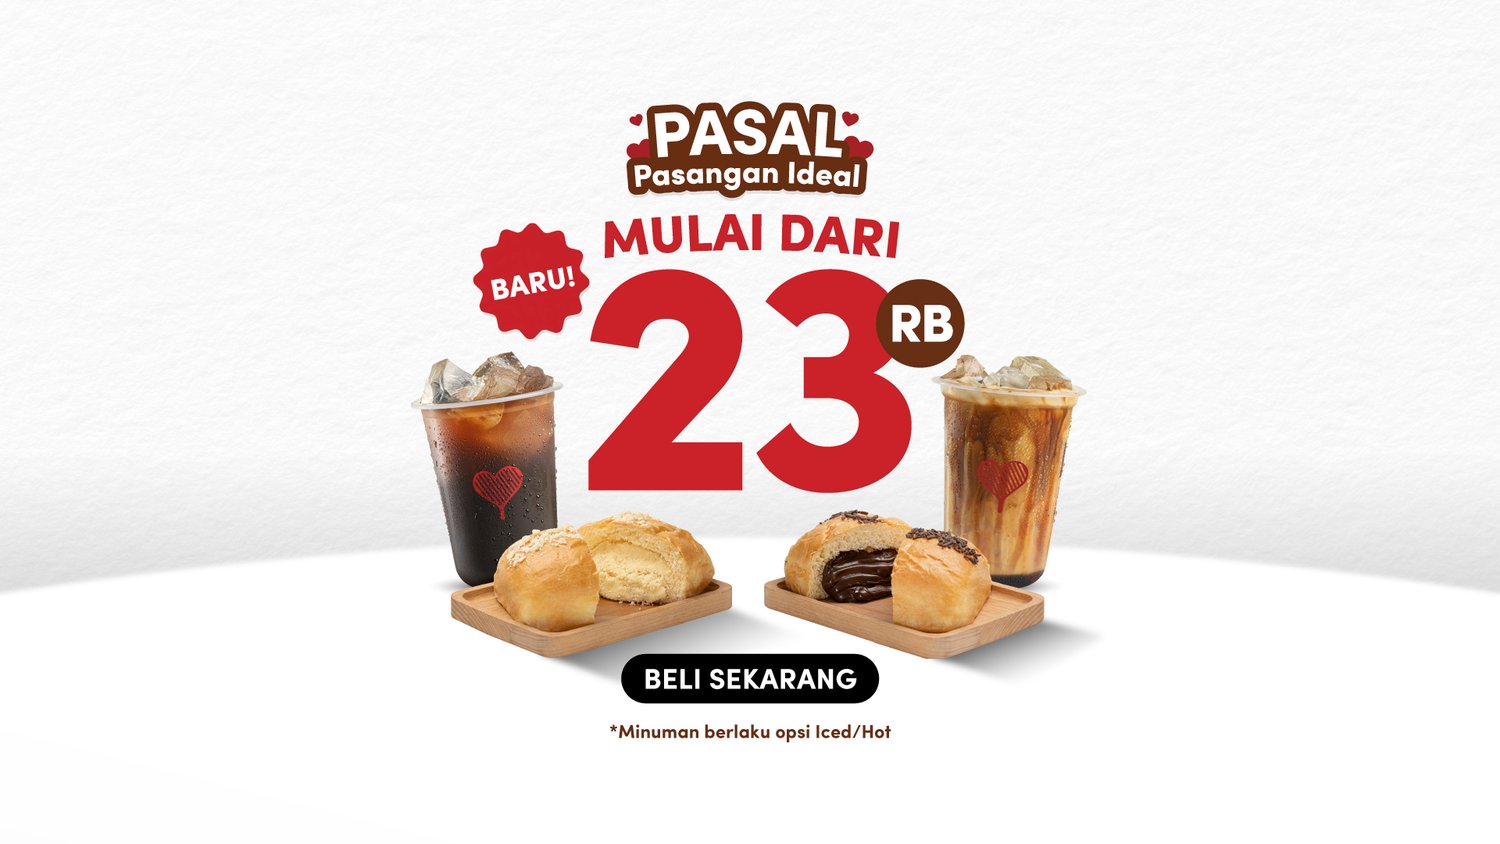 PASAL
Pasangan Ideal
MULAI DARI
BARU!
23 RB
BELI SEKARANG
*Minuman berlaku opsi Iced/Hot